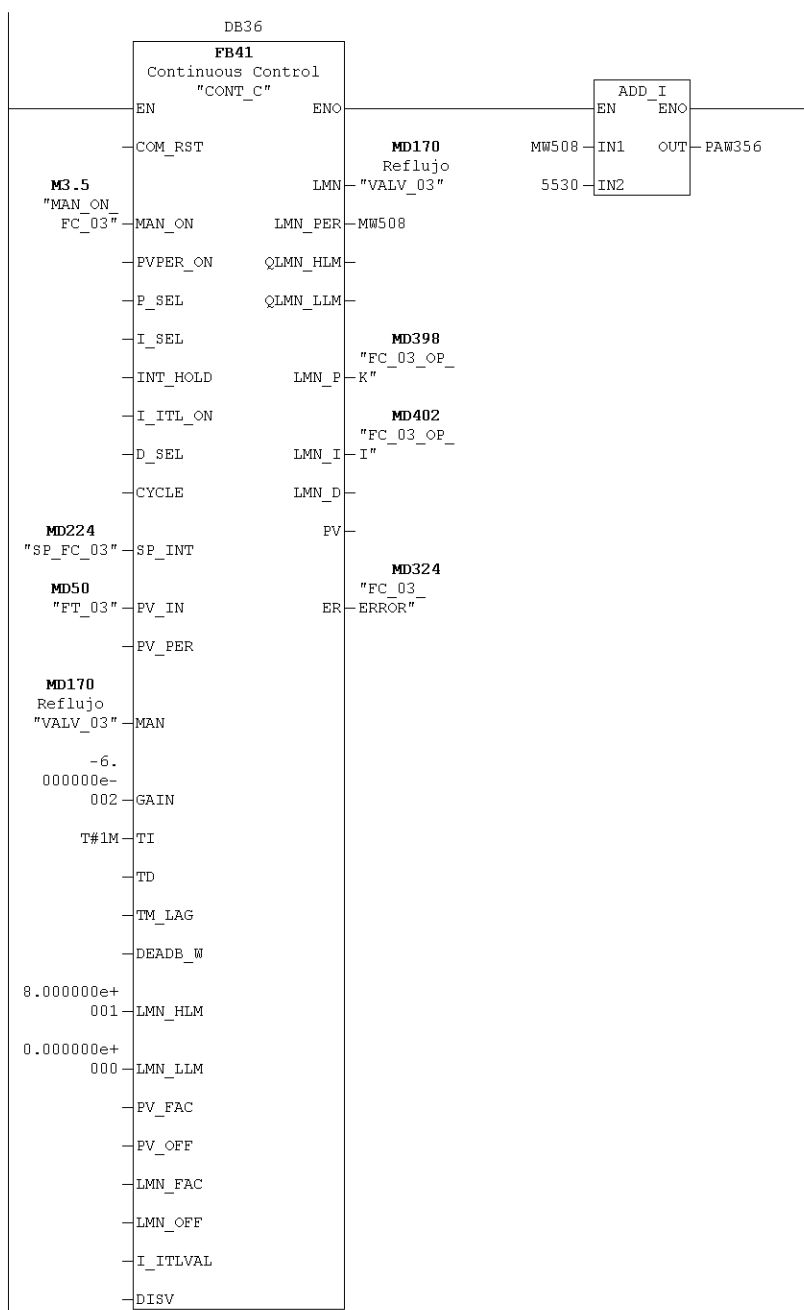 DB36
FB41
Continuous Control
"CONT_C"
EN ENO
ADD_I
EN ENO
COM_RST
MD170
Reflujo
LMN "VALV_03"
MW508 IN1 OUT PAW356
5530 IN2
M3.5
"MAN_ON_
FC_03" MAN_ON LMN_PER MW508
PVPER_ON QLMN_HLM
P_SEL QLMN_LLM
I_SEL
MD398
"FC_03_OP_
INT_HOLD LMN_P K"
I_ITL_ON
MD402
"FC_03_OP_
D_SEL LMN_I I"
CYCLE LMN_D
MD224
PV
"SP_FC_03" SP_INT
MD324
"FC_03_
MD50
"FT_03" PV_IN ER ERROR"
PV_PER
MD170
Reflujo
"VALV_03" MAN
-6.
000000e-
002 GAIN
T#1M TI
TD
TM_LAG
DEADB_W
8.000000e+
001 LMN_HLM
0.000000e+
000 LMN_LLM
PV_FAC
PV_OFF
LMN_FAC
LMN_OFF
I_ITLVAL
DISV